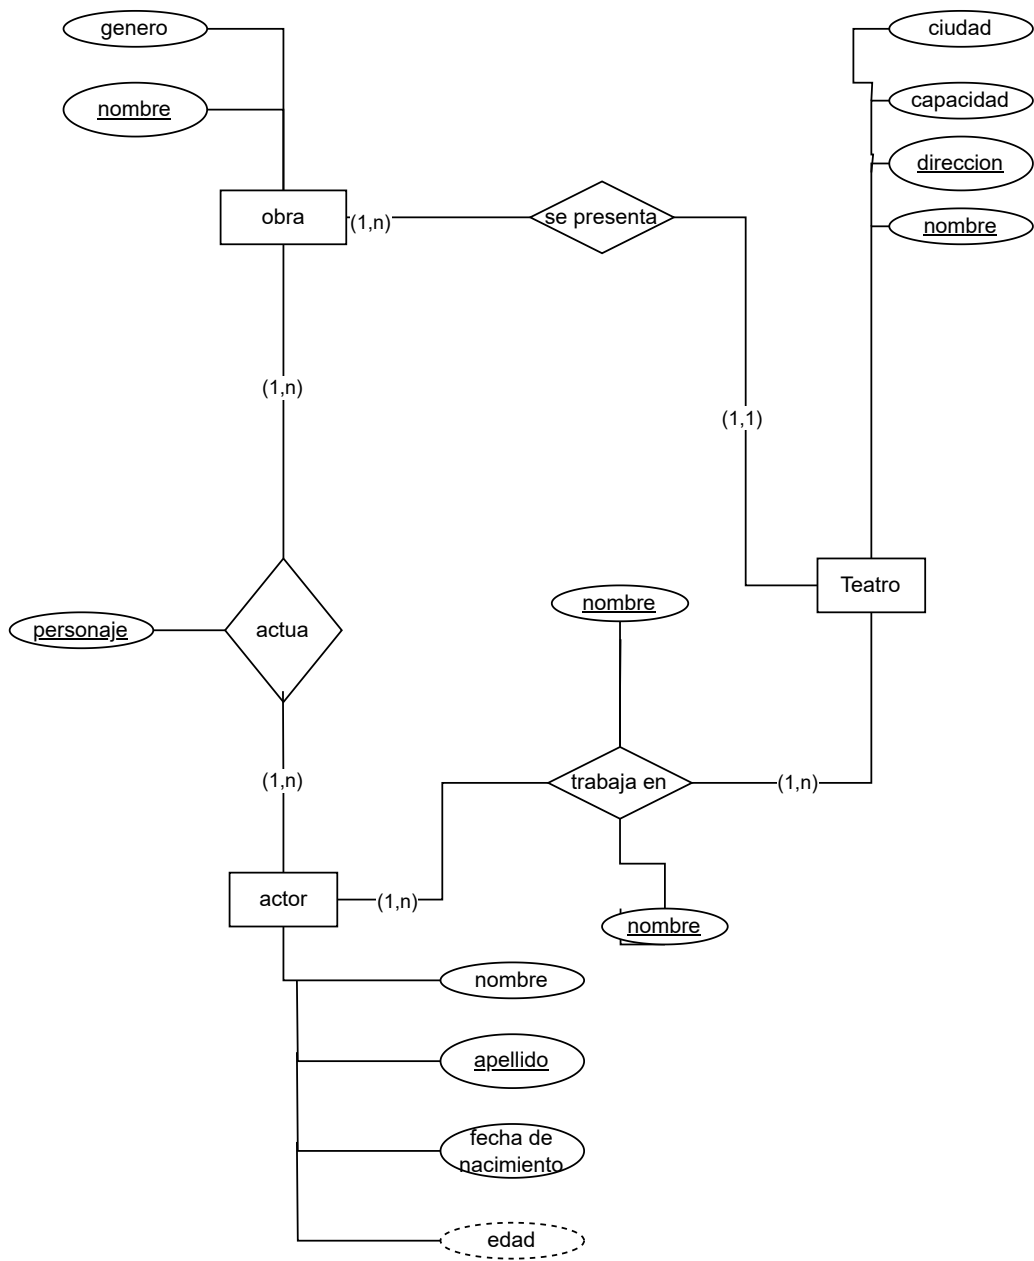 genero
ciudad
capacidad
nombre
direccion
obra
(1,n)
se presenta
nombre
(1,n)
(1,1)
Teatro
nombre
personaje
actua
(1,n)
trabaja en
(1,n)
actor
(1,n)
nombre
nombre
apellido
fecha de
nacimiento
edad